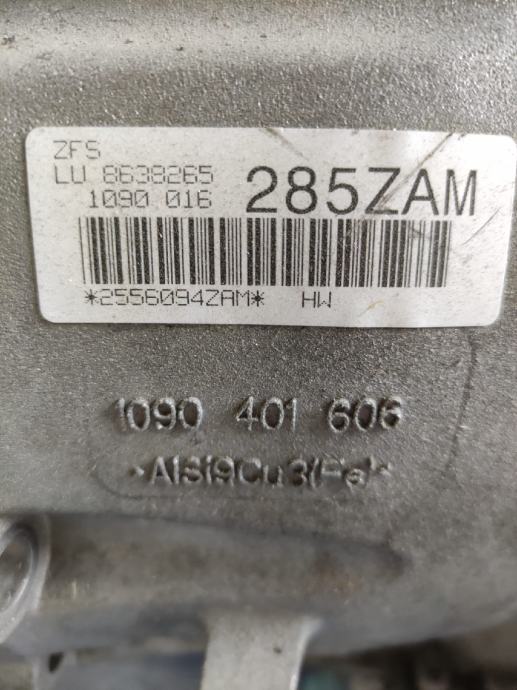 ZFS
LU 8638265
1090 016
285ZAM
*2556094ZAM* HW
1090 401 606
>AlSi9Cu3(Fe)<